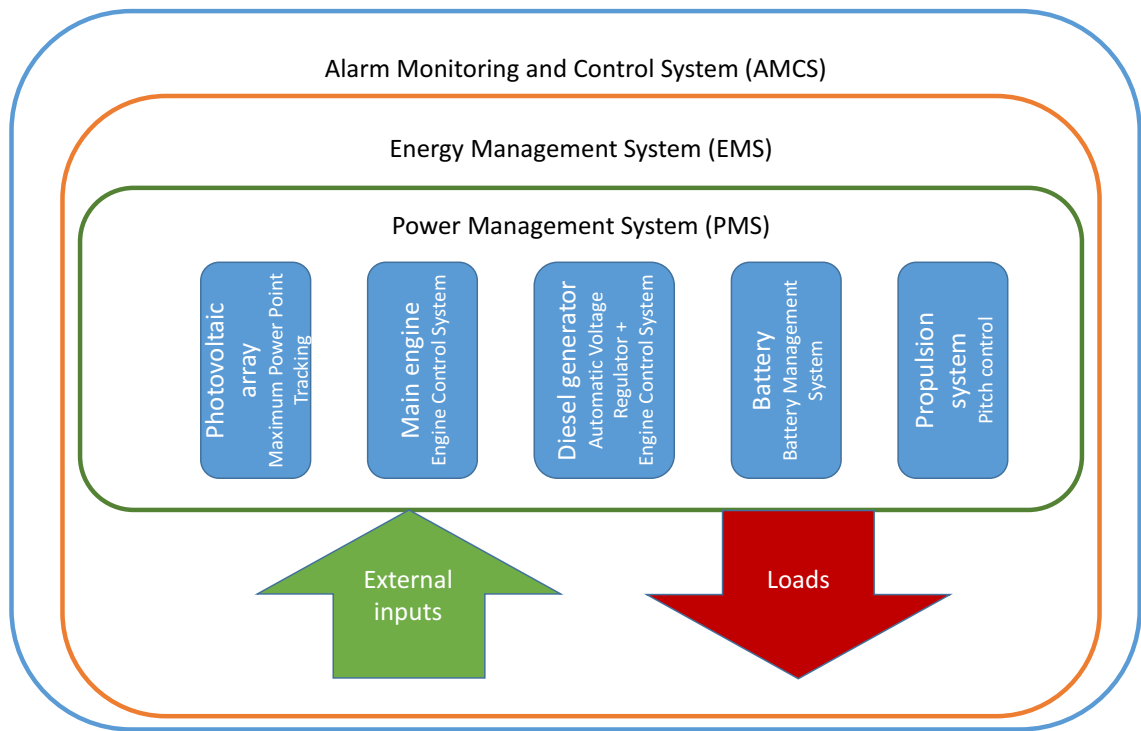 Alarm Monitoring and Control System (AMCS)
Energy Management System (EMS)
Power Management System (PMS)
Photovoltaic
array
Maximum Power Point
Tracking
Main engine
Engine Control System
Diesel generator
Automatic Voltage
Regulator +
Engine Control System
Battery
Battery Management
System
Propulsion
system
Pitch control
External
inputs
Loads